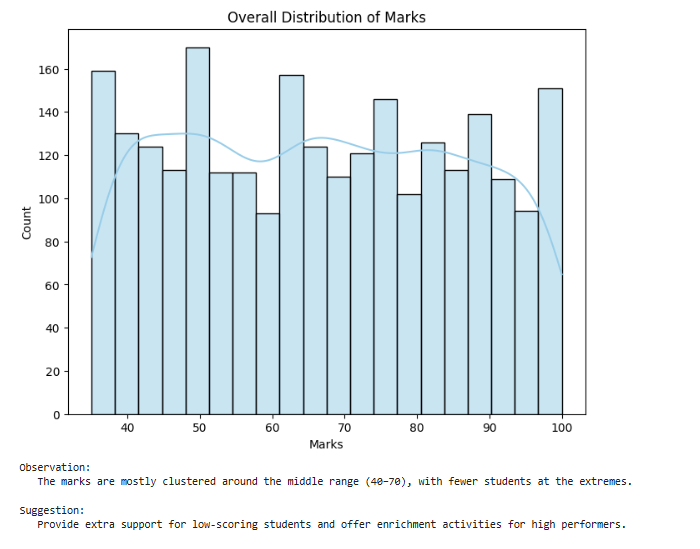 Overall Distribution of Marks
160
140
120
100
80
60
40
20
0
Count
40 50 60 70 80 90 100
Marks
Observation:
The marks are mostly clustered around the middle range (40-70), with fewer students at the extremes.
Suggestion:
Provide extra support for low-scoring students and offer enrichment activities for high performers.